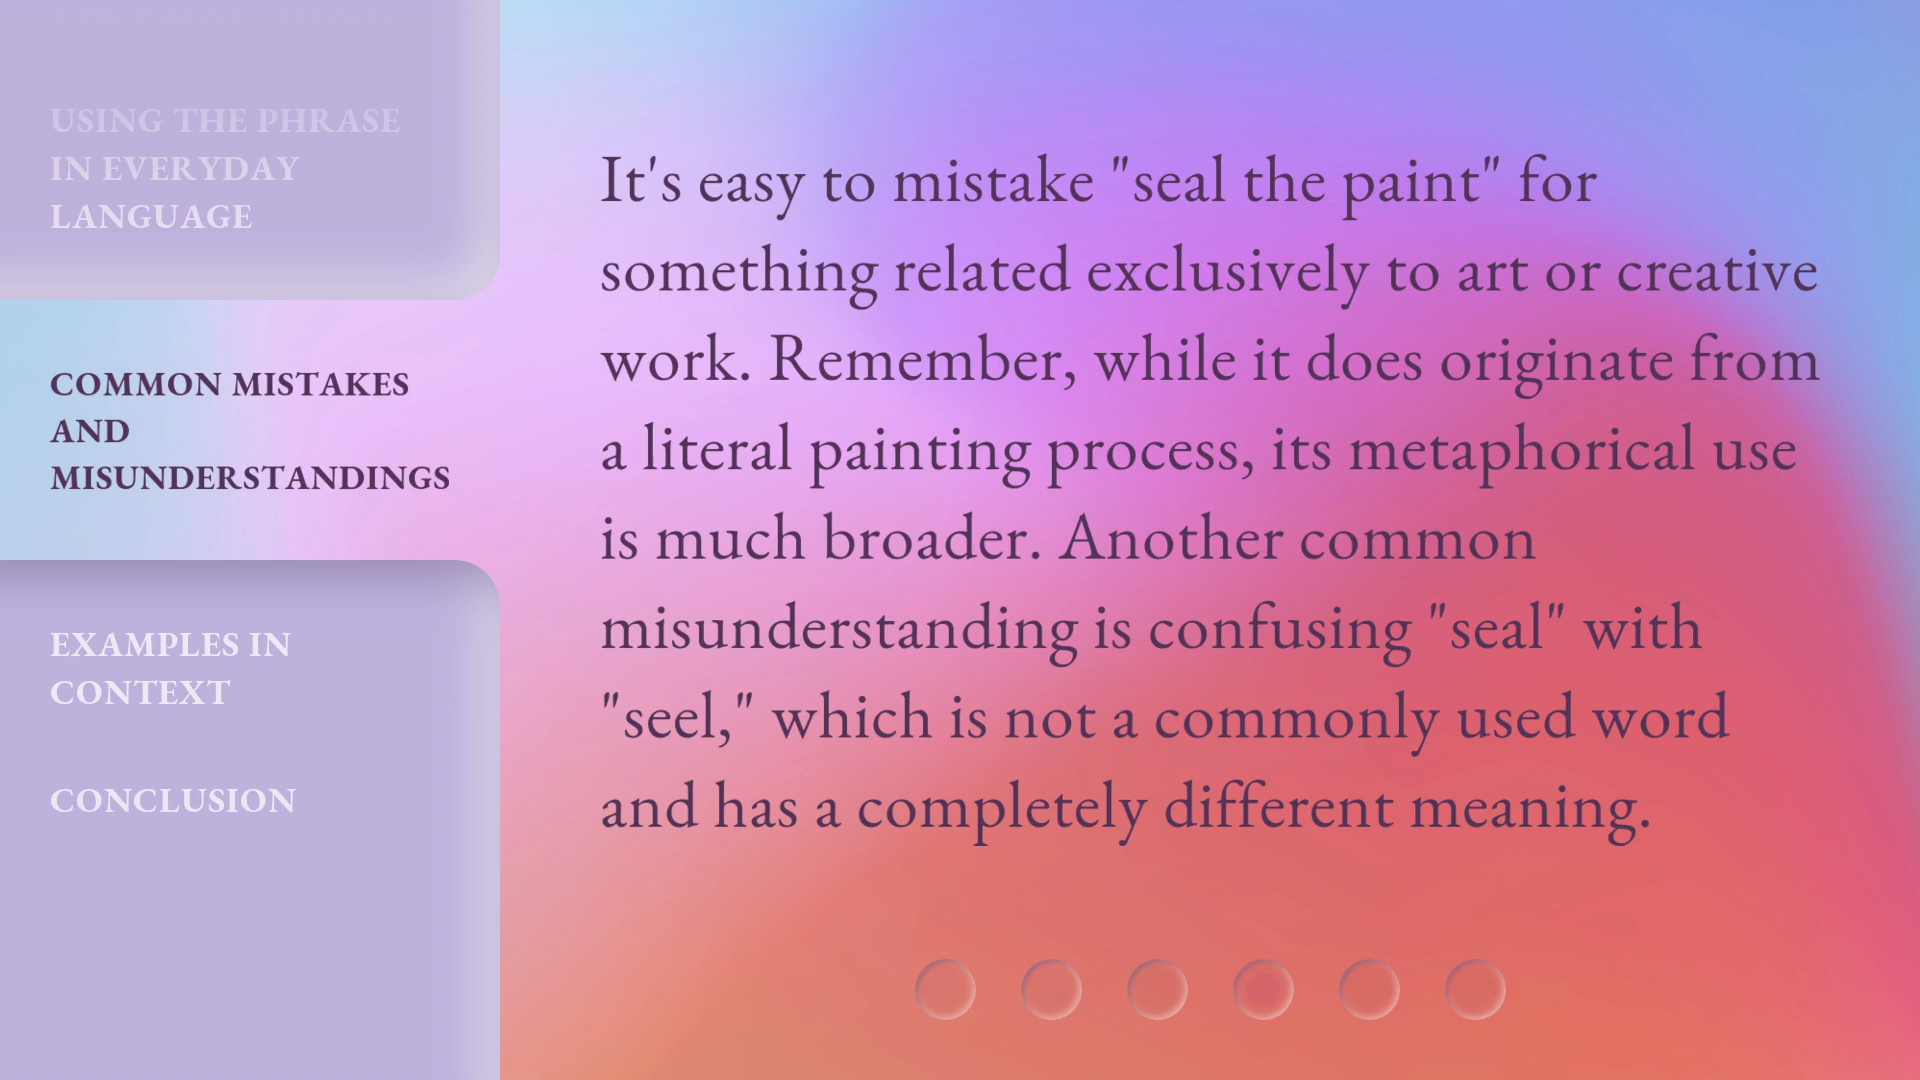 USING THE PHRASE
IN EVERYDAY
LANGUAGE
COMMON MISTAKES
AND
MISUNDERSTANDINGS
EXAMPLES IN
CONTEXT
CONCLUSION
It's easy to mistake "seal the paint" for
something related exclusively to art or creative
work. Remember, while it does originate from
a literal painting process, its metaphorical use
is much broader. Another common
misunderstanding is confusing "seal" with
"seel," which is not a commonly used word
and has a completely different meaning.